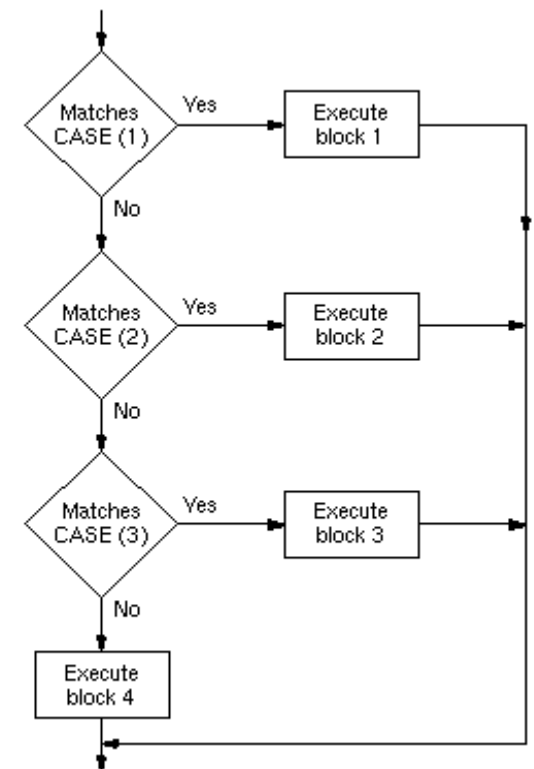 Matches
CASE (1)
Yes
Execute
block 1
No
Matches
CASE (2)
Yes
Execute
block 2
No
Matches
CASE (3)
Yes
Execute
block 3
No
Execute
block 4